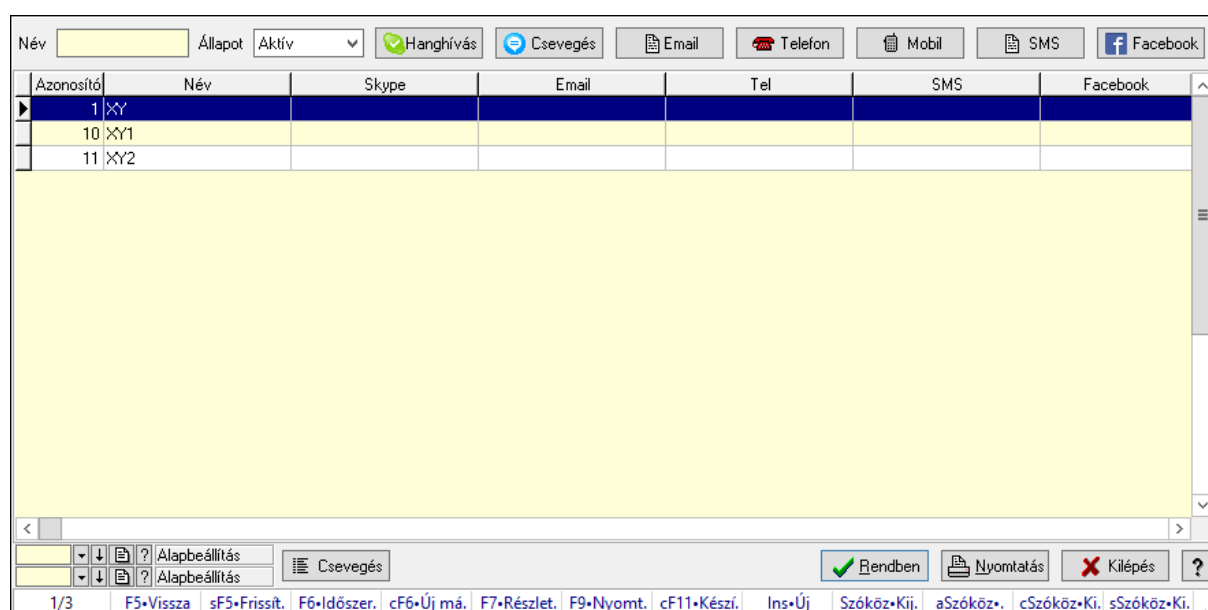 Név Állapot Aktív Hanghívás Csevegés Email Telefon Mobil SMS Facebook
Azonosító Név Skype Email Tel SMS Facebook
1 XY
10 XY1
11 XY2
? Alapbeállítás
? Alapbeállítás
Csevegés Rendben Nyomtatás Kilépés ?
1/3 F5•Vissza sF5•Frissít. F6•Időszer. cF6•Új má. F7•Részlet. F9•Nyomt. cF11•Készí. Ins•Új Szóköz•Kij. aSzóköz•. cSzóköz•Ki. sSzóköz•Ki.